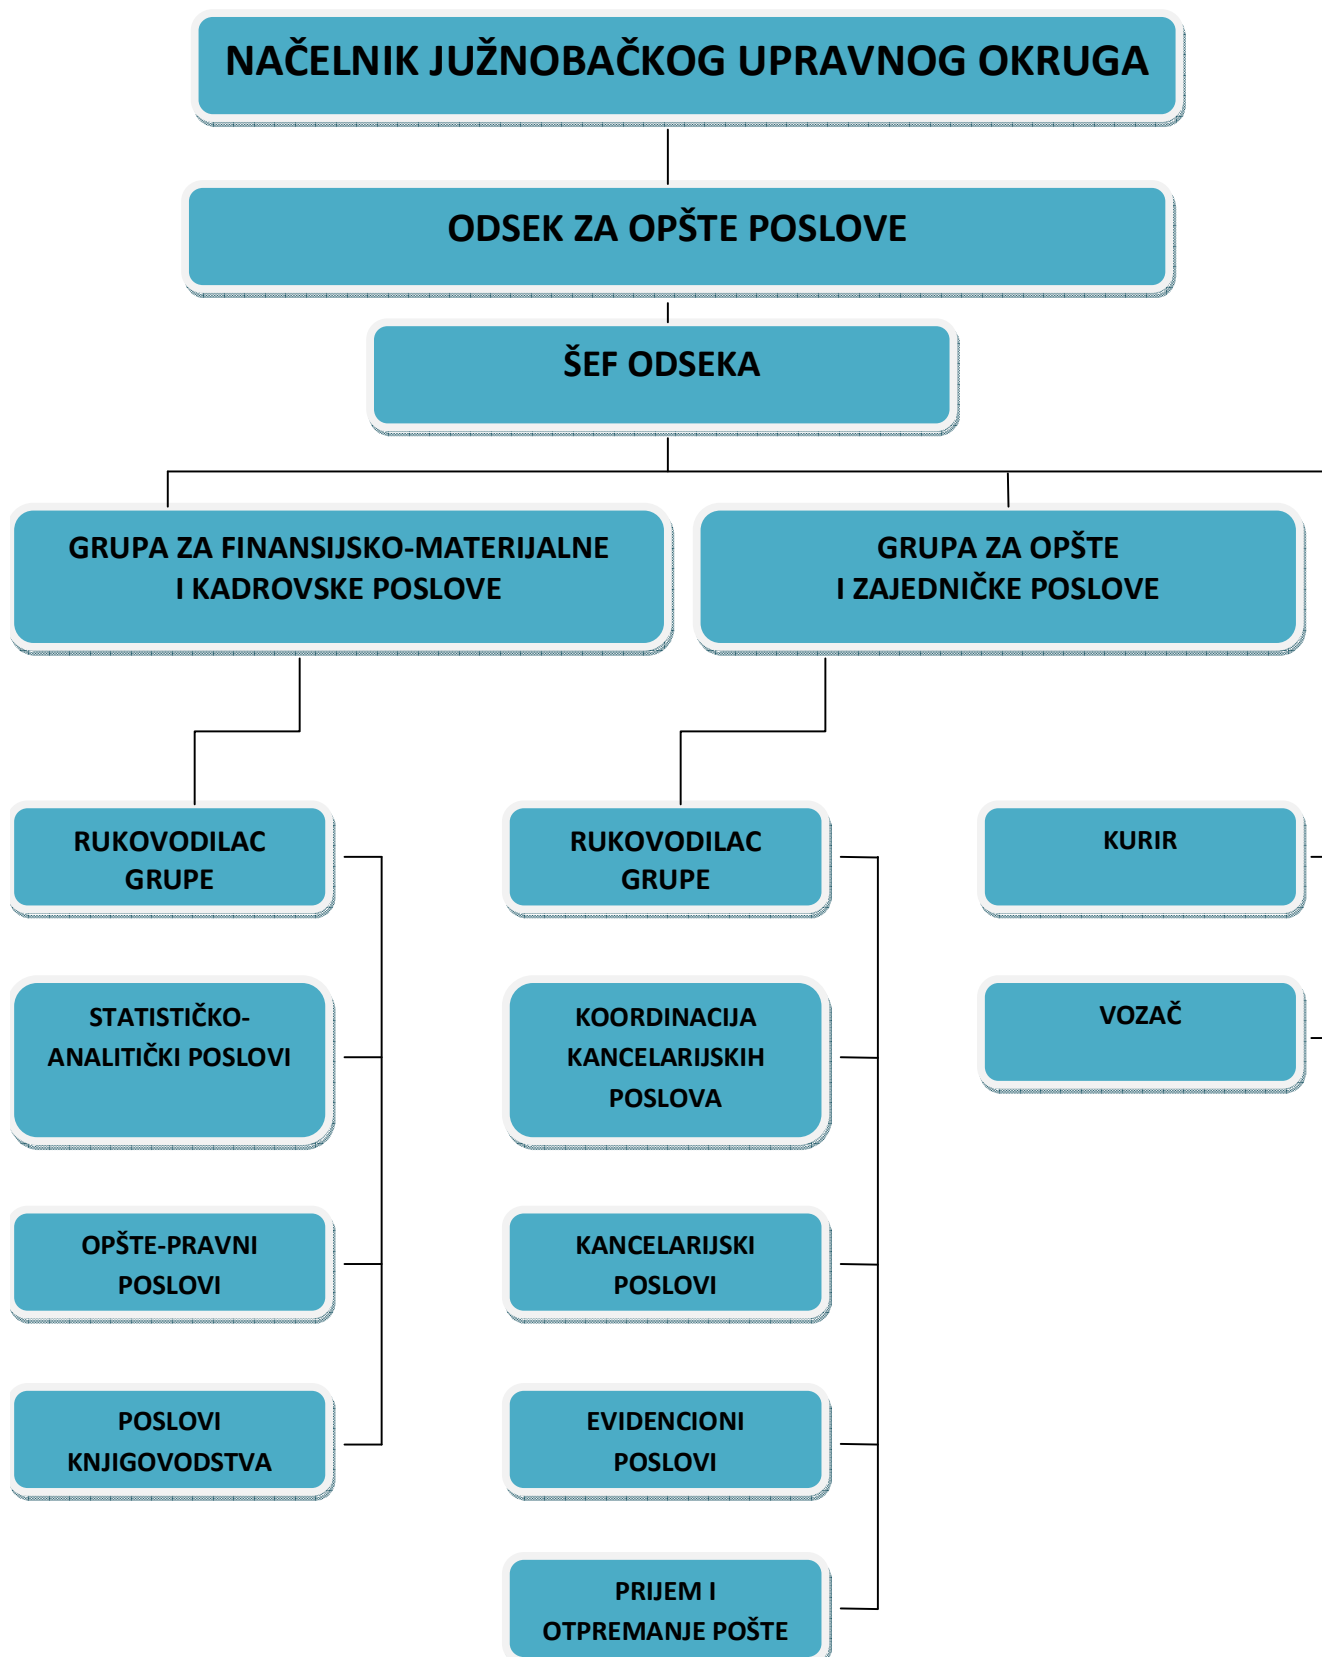 NAČELNIK JUŽNOBAČKOG UPRAVNOG OKRUGA
ODSEK ZA OPŠTE POSLOVE
ŠEF ODSEKA
GRUPA ZA FINANSIJSKO-MATERIJALNE
I KADROVSKE POSLOVE
GRUPA ZA OPŠTE
I ZAJEDNIČKE POSLOVE
RUKOVODILAC
GRUPE
RUKOVODILAC
GRUPE
KURIR
STATISTIČKO-
ANALITIČKI POSLOVI
KOORDINACIJA
KANCELARIJSKIH
POSLOVA
VOZAČ
OPŠTE-PRAVNI
POSLOVI
KANCELARIJSKI
POSLOVI
POSLOVI
KNJIGOVODSTVA
EVIDENCIONI
POSLOVI
PRIJEM I
OTPREMANJE POŠTE